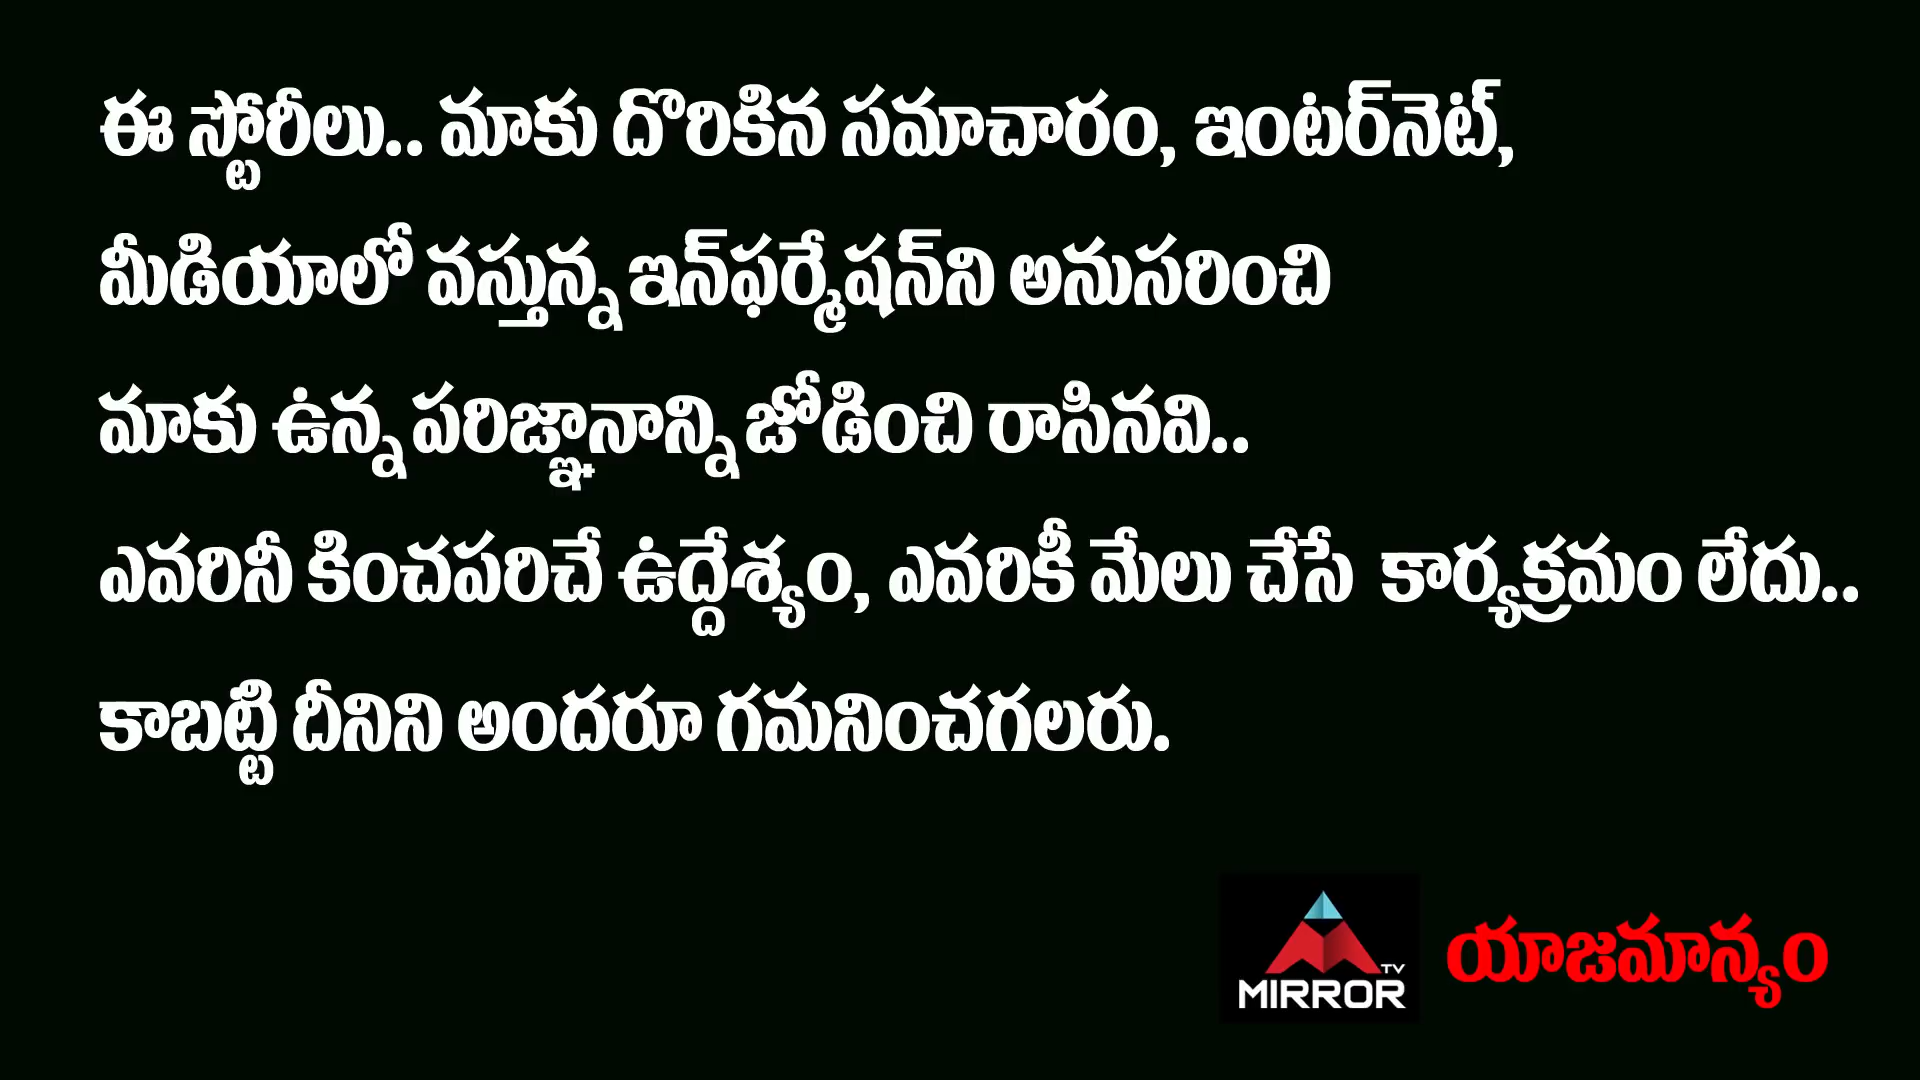 ఈ స్టోరీలు.. మాకు దొరికిన సమాచారం, ఇంటర్‌నెట్,
మీడియాలో వస్తున్న ఇన్‌ఫర్మేషన్‌ని అనుసరించి
మాకు ఉన్న పరిజ్ఞానాన్ని జోడించి రాసినవి..
ఎవరినీ కించపరిచే ఉద్దేశ్యం, ఎవరికీ మేలు చేసే కార్యక్రమం లేదు..
కాబట్టి దీనిని అందరూ గమనించగలరు.
TV
MIRROR
యాజమాన్యం